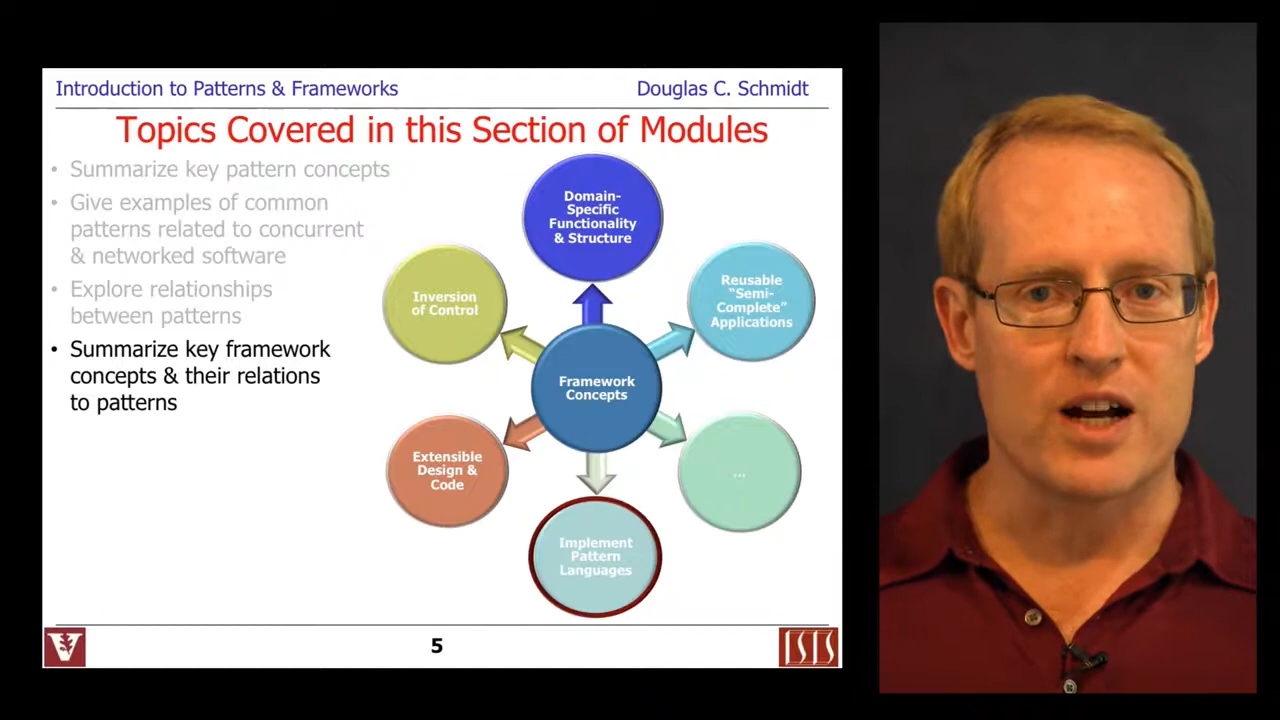 Introduction to Patterns & Frameworks
Douglas C. Schmidt
Topics Covered in this Section of Modules
• Summarize key pattern concepts
• Give examples of common
patterns related to concurrent
& networked software
• Explore relationships
between patterns
• Summarize key framework
concepts & their relations
to patterns
Domain-
Specific
Functionality
& Structure
Inversion
of Control
Reusable
“Semi-
Complete”
Applications
Framework
Concepts
Extensible
Design &
Code
...
Implement
Pattern
Languages
V
5
ISIS